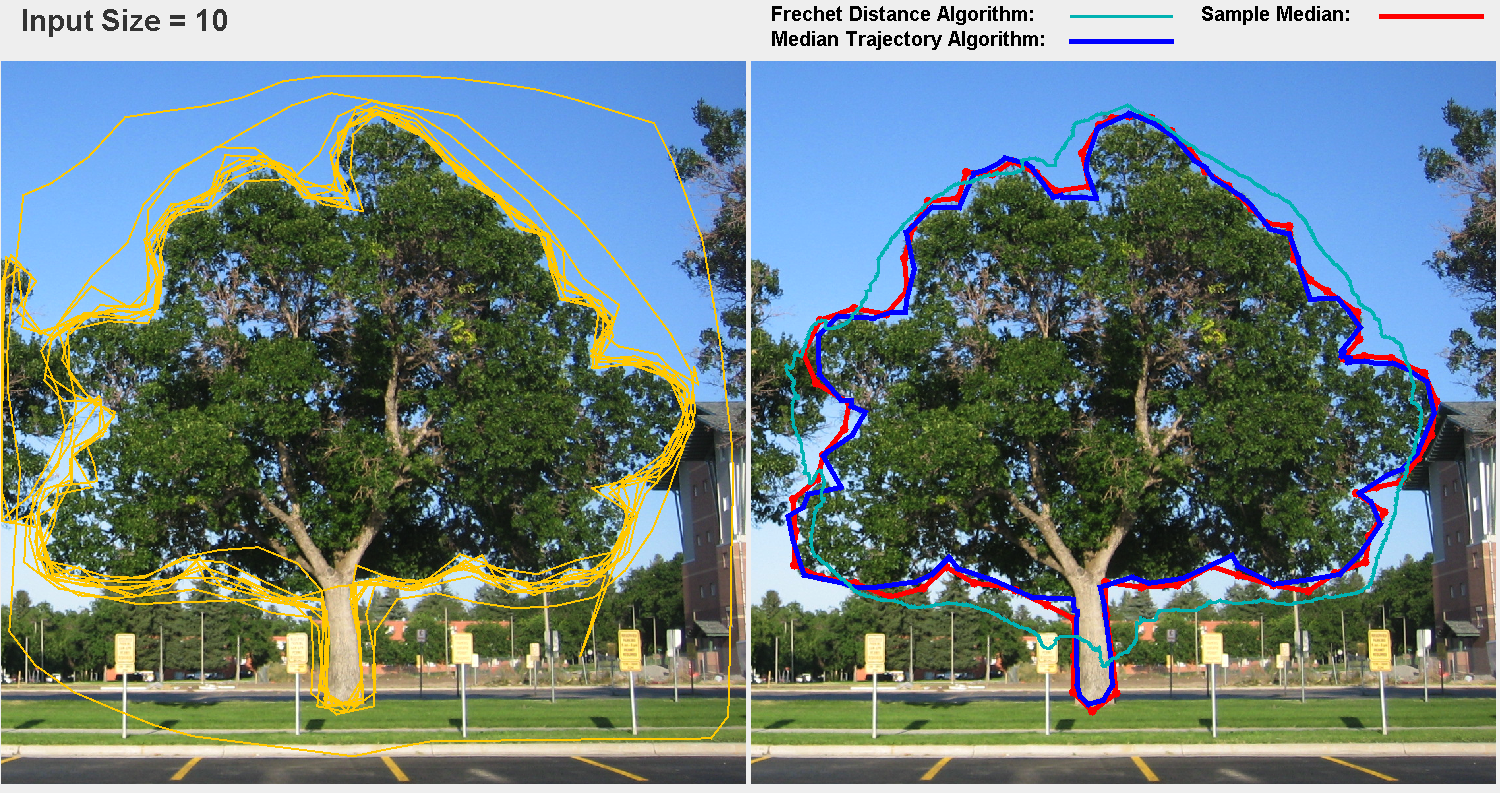 Input Size = 10
Frechet Distance Algorithm:
Sample Median:
Median Trajectory Algorithm: